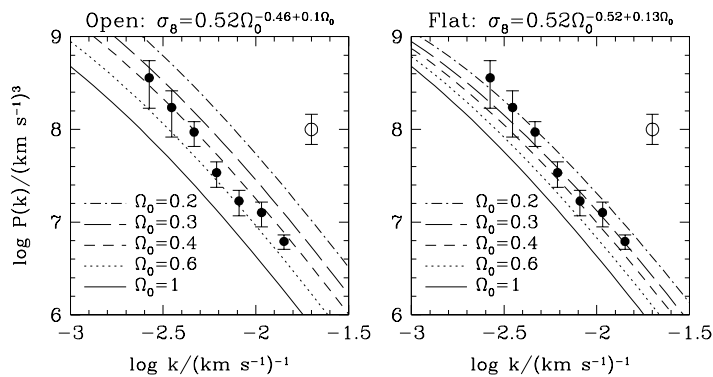 Open: σ₈=0.52Ω₀^−0.46+0.1Ω₀
Flat: σ₈=0.52Ω₀^−0.52+0.13Ω₀
log P(k)/(km s⁻¹)³
9
8
7
6
Ω₀=0.2
Ω₀=0.3
Ω₀=0.4
Ω₀=0.6
Ω₀=1
-3
-2.5
-2
-1.5
log k/(km s⁻¹)⁻¹
9
8
7
6
Ω₀=0.2
Ω₀=0.3
Ω₀=0.4
Ω₀=0.6
Ω₀=1
-3
-2.5
-2
-1.5
log k/(km s⁻¹)⁻¹